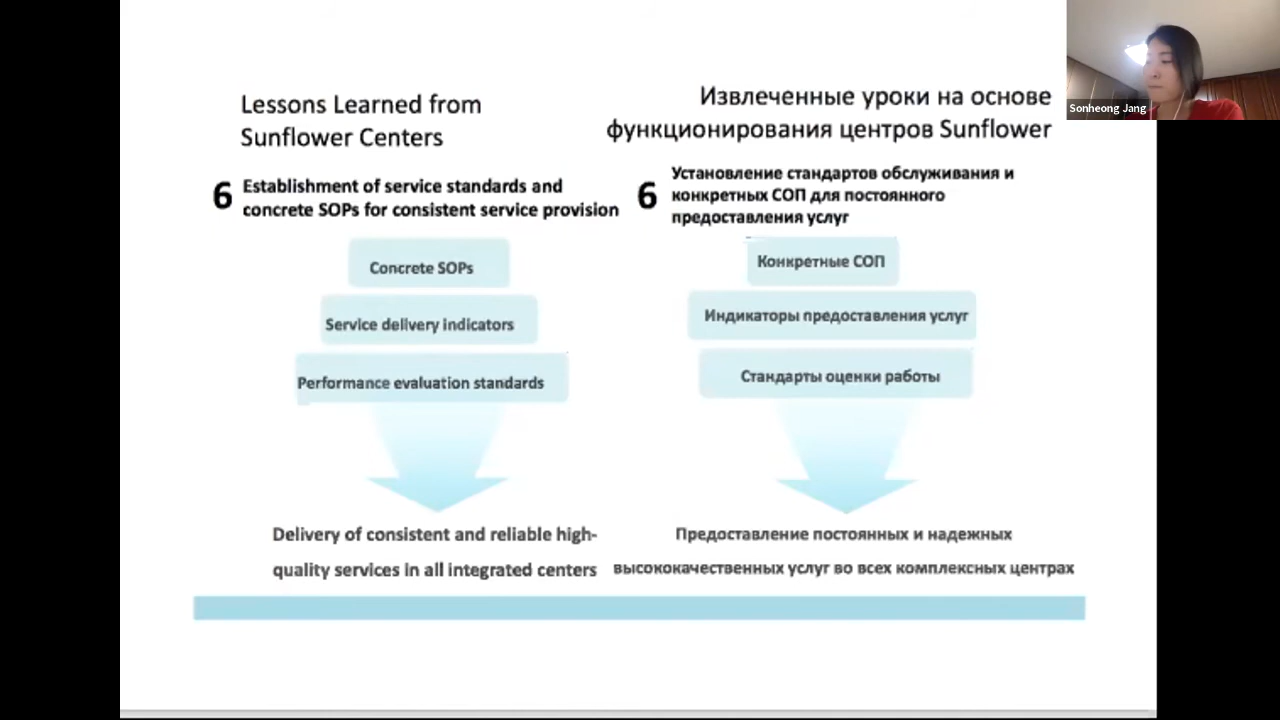 Lessons Learned from
Sunflower Centers
6 Establishment of service standards and
concrete SOPs for consistent service provision
Concrete SOPs
Service delivery indicators
Performance evaluation standards
Delivery of consistent and reliable high-
quality services in all integrated centers
Извлеченные уроки на основе
функционирования центров Sunflower
6 Установление стандартов обслуживания и
конкретных СОП для постоянного
предоставления услуг
Конкретные СОП
Индикаторы предоставления услуг
Стандарты оценки работы
Предоставление постоянных и надежных
высококачественных услуг во всех комплексных центрах
Sonheong Jang